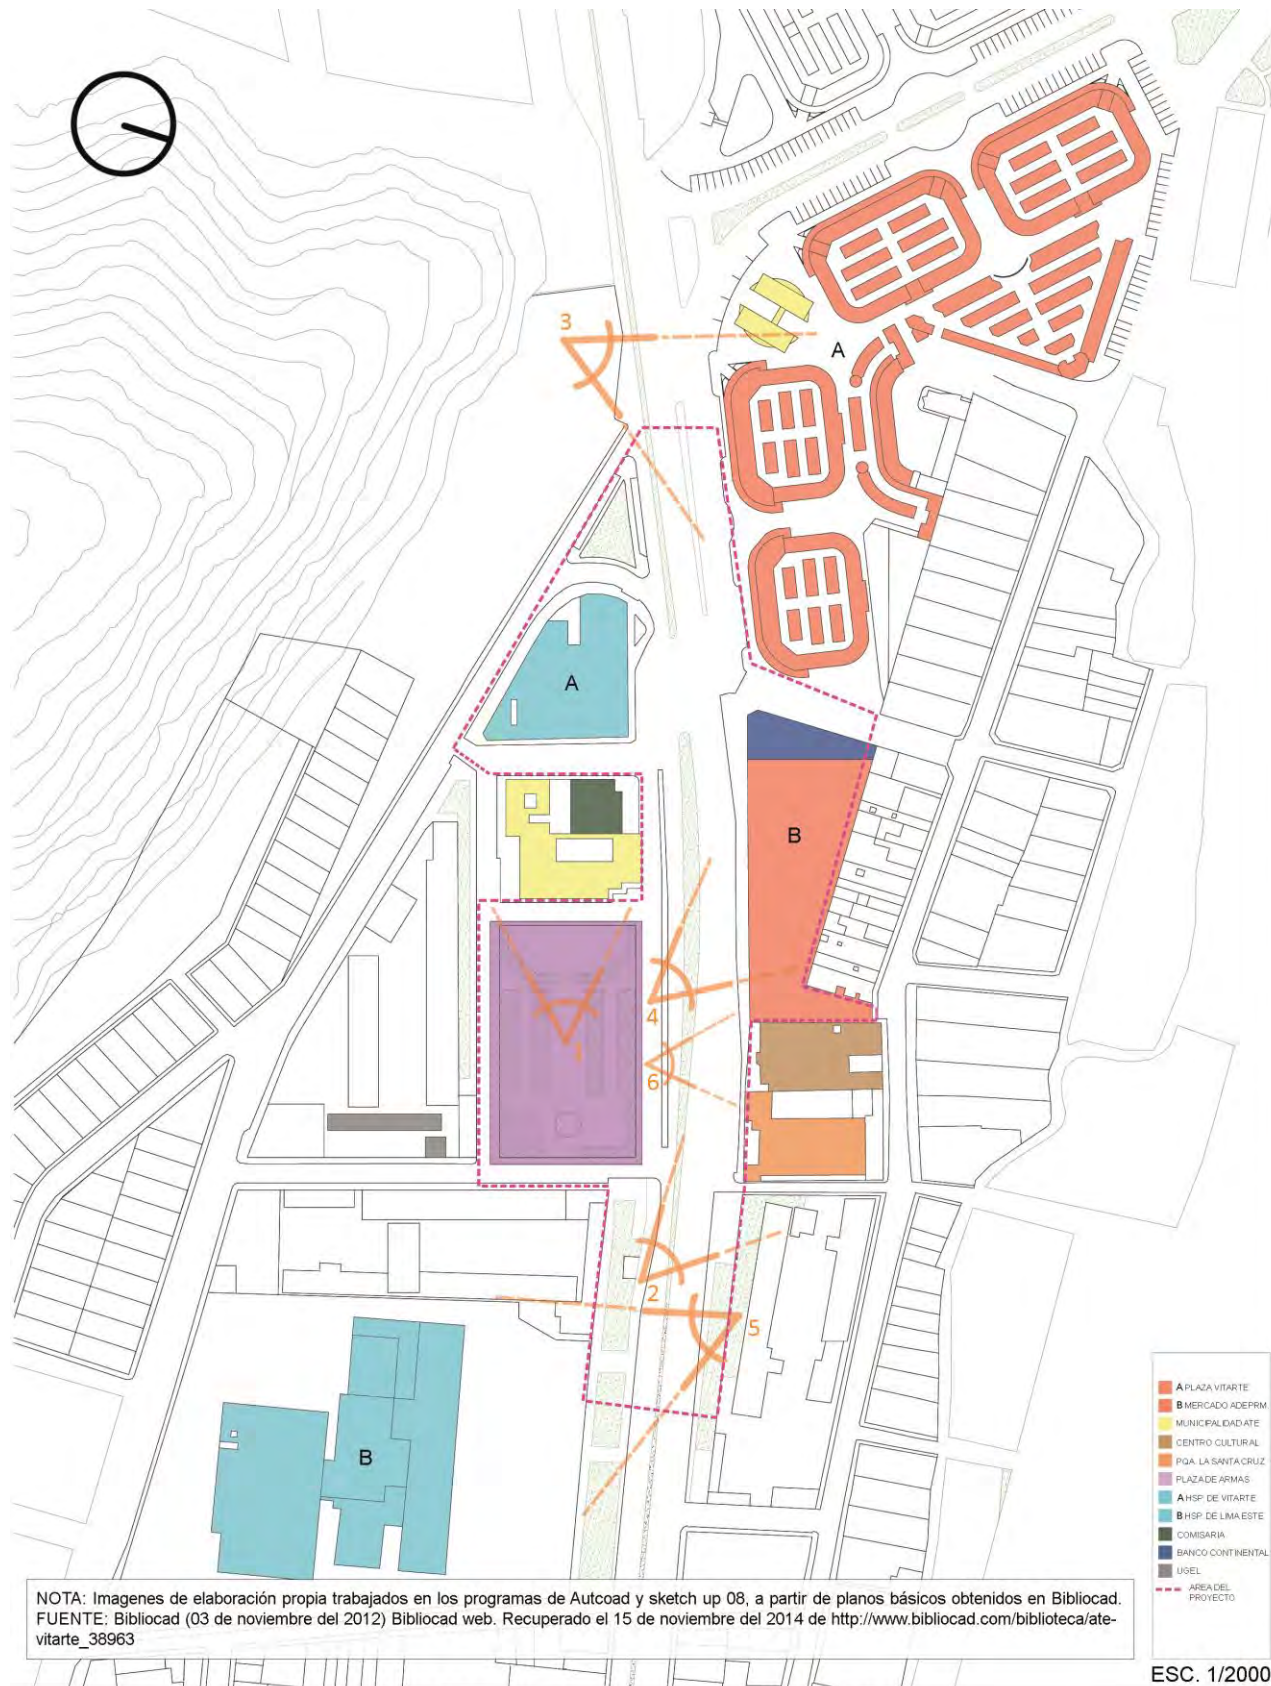 3
A
A
B
4
1
6
2
5
B
A PLAZA VITARTE
B MERCADO ADEPRM
MUNICIPALIDAD ATE
CENTRO CULTURAL
PQA. LA SANTA CRUZ
PLAZA DE ARMAS
A HSP. DE VITARTE
B HSP. DE LIMA ESTE
COMISARIA
BANCO CONTINENTAL
UGEL
AREA DEL
PROYECTO
NOTA: Imagenes de elaboración propia trabajados en los programas de Autcoad y sketch up 08, a partir de planos básicos obtenidos en Bibliocad.
FUENTE: Bibliocad (03 de noviembre del 2012) Bibliocad web. Recuperado el 15 de noviembre del 2014 de http://www.bibliocad.com/biblioteca/ate-
vitarte_38963
ESC. 1/2000